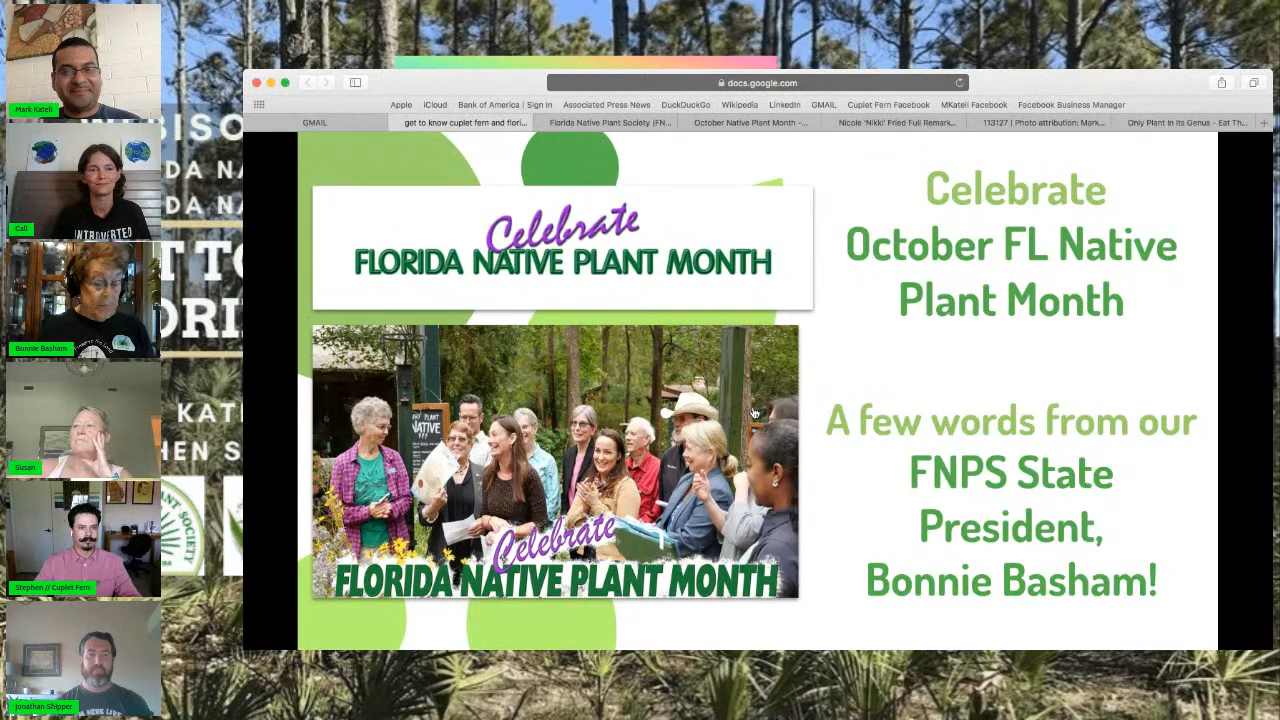 Mark Kateli
INTROVERTED
Cali
Bonnie Basham
Susan
Stephen // Cuplet Fern
Jonathan Shipper
docs.google.com
Apple iCloud Bank of America | Sign In Associated Press News DuckDuckGo Wikipedia LinkedIn GMAIL Cuplet Fern Facebook MKateli Facebook Facebook Business Manager
GMAIL get to know cuplet fern and flori... Florida Native Plant Society (FN... October Native Plant Month -... Nicole 'Nikki' Fried Full Remark... 113127 | Photo attribution: Mark... Only Plant in Its Genus - Eat Th...
Celebrate
FLORIDA NATIVE PLANT MONTH
Celebrate
October FL Native
Plant Month
NATIVE
???
Celebrate
FLORIDA NATIVE PLANT MONTH
A few words from our
FNPS State
President,
Bonnie Basham!
HERE LIVE